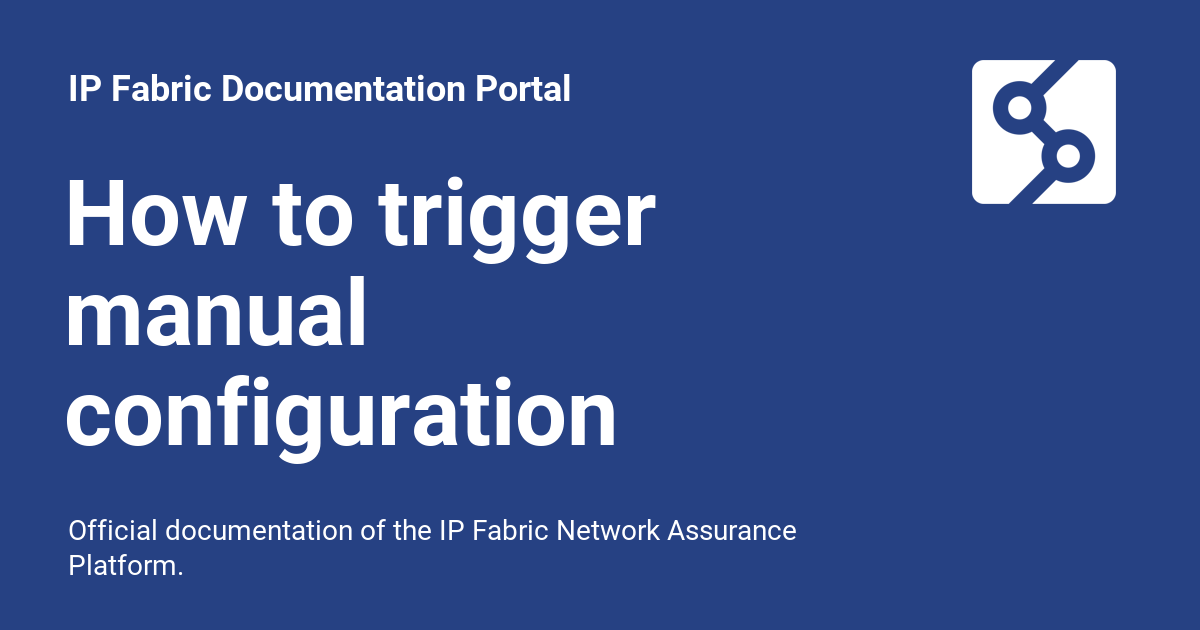 IP Fabric Documentation Portal
How to trigger
manual
configuration
Official documentation of the IP Fabric Network Assurance
Platform.